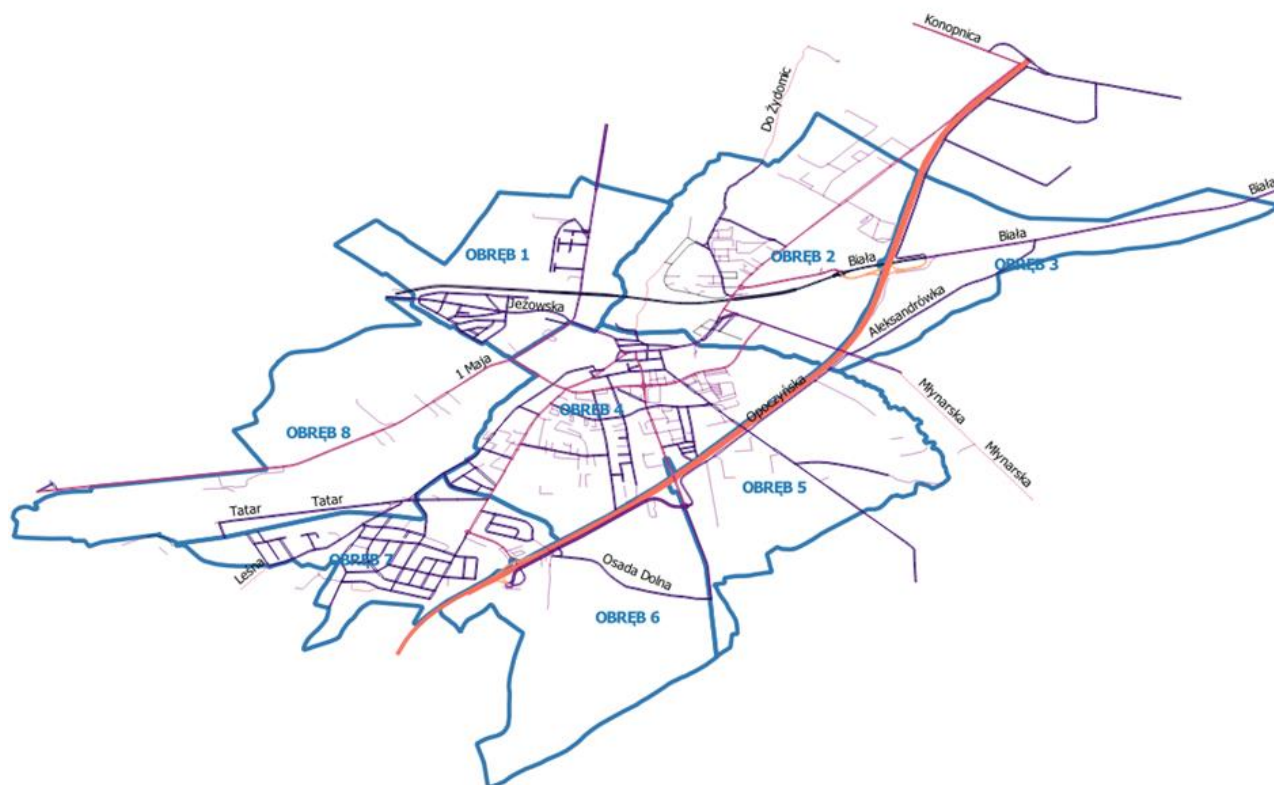 Konopnica
Do Żydomic
Biała
Biała
OBRĘB 1
OBRĘB 2
Biała
OBRĘB 3
Jeżowska
Aleksandrówka
1 Maja
Młynarska
OBRĘB 4
Opoczyńska
OBRĘB 8
Młynarska
OBRĘB 5
Tatar
Tatar
Leśna
OBRĘB 7
Osada Dolna
OBRĘB 6